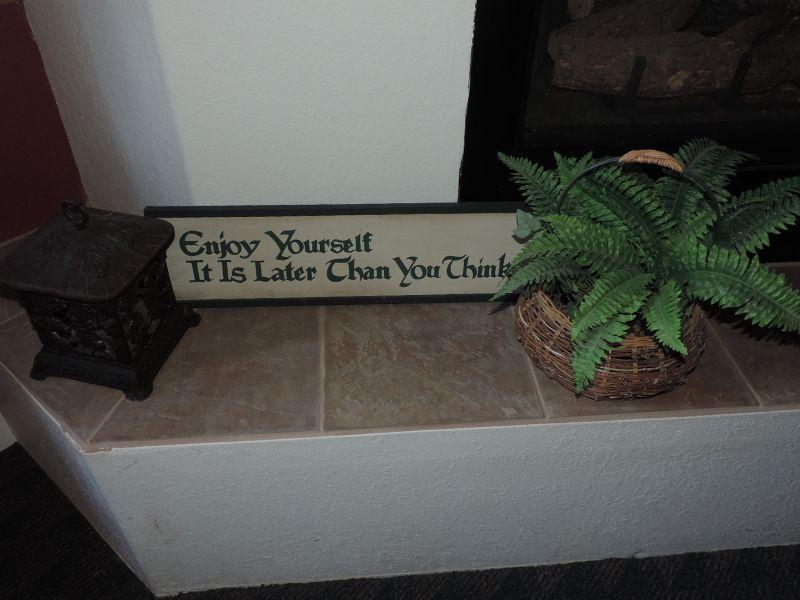 Enjoy Yourself
It Is Later Than You Think